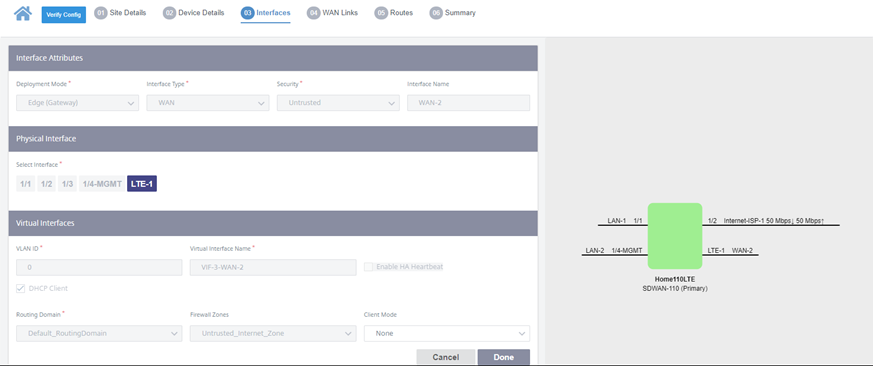 Verify Config 01 Site Details 02 Device Details 03 Interfaces 04 WAN Links 05 Routes 06 Summary
Interface Attributes
Deployment Mode * Interface Type * Security * Interface Name
Edge (Gateway) WAN Untrusted WAN-2
Physical Interface
Select Interface *
1/1 1/2 1/3 1/4-MGMT LTE-1
Virtual Interfaces
VLAN ID * Virtual Interface Name *
0 VIF-3-WAN-2 Enable HA Heartbeat
DHCP Client
Routing Domain * Firewall Zones Client Mode
Default_RoutingDomain Untrusted_Internet_Zone None
Cancel Done
LAN-1 1/1 1/2 Internet-ISP-1 50 Mbps↓ 50 Mbps↑
LAN-2 1/4-MGMT LTE-1 WAN-2
Home110LTE
SDWAN-110 (Primary)